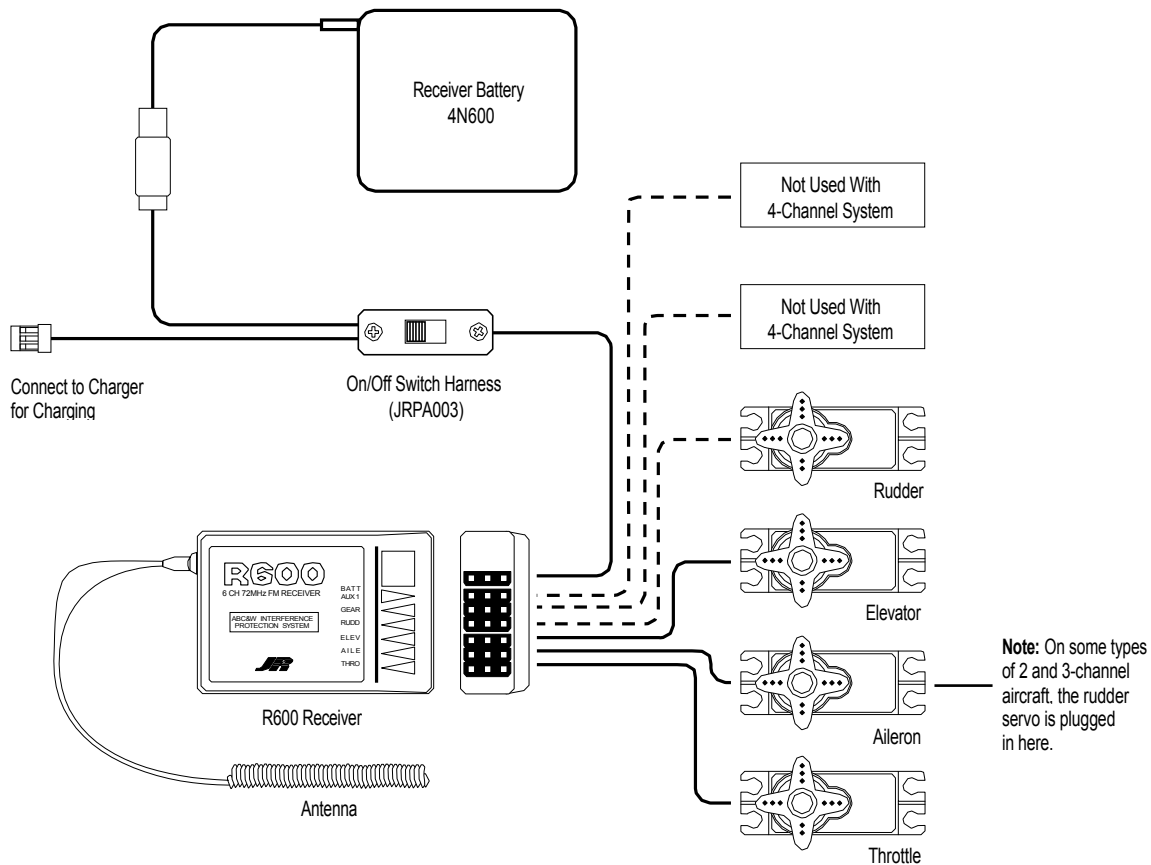 Receiver Battery
4N600
Not Used With
4-Channel System
Not Used With
4-Channel System
Connect to Charger
for Charging
On/Off Switch Harness
(JRPA003)
Rudder
R600
6 CH 72MHz FM RECEIVER
ABC&W INTERFERENCE
PROTECTION SYSTEM
JR
BATT
AUX1
GEAR
RUDD
ELEV
AILE
THRO
R600 Receiver
Elevator
Aileron
Note: On some types
of 2 and 3-channel
aircraft, the rudder
servo is plugged
in here.
Antenna
Throttle